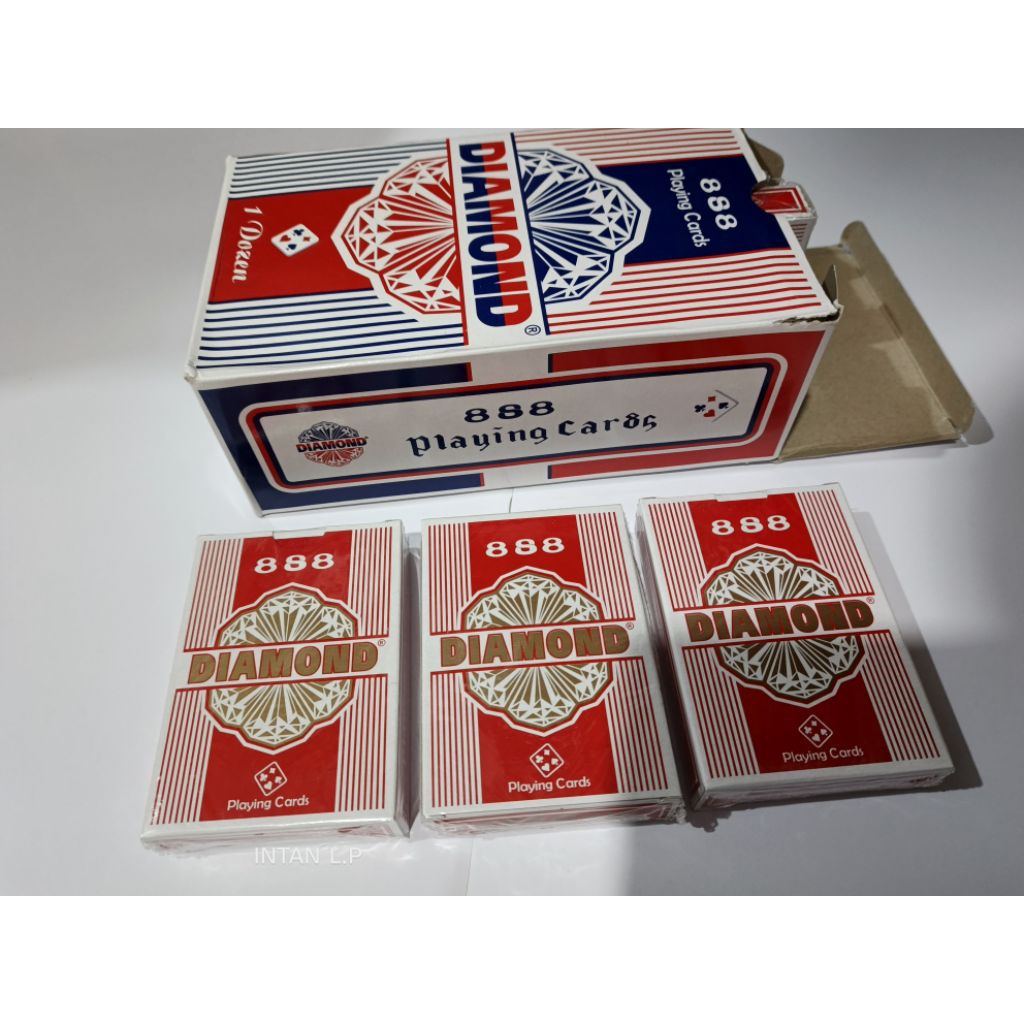 DIAMOND®
888
Playing Cards
1 Dozen
DIAMOND
888
Playing Cards
888
DIAMOND®
Playing Cards
888
DIAMOND®
Playing Cards
888
DIAMOND®
Playing Cards
INTAN L.P